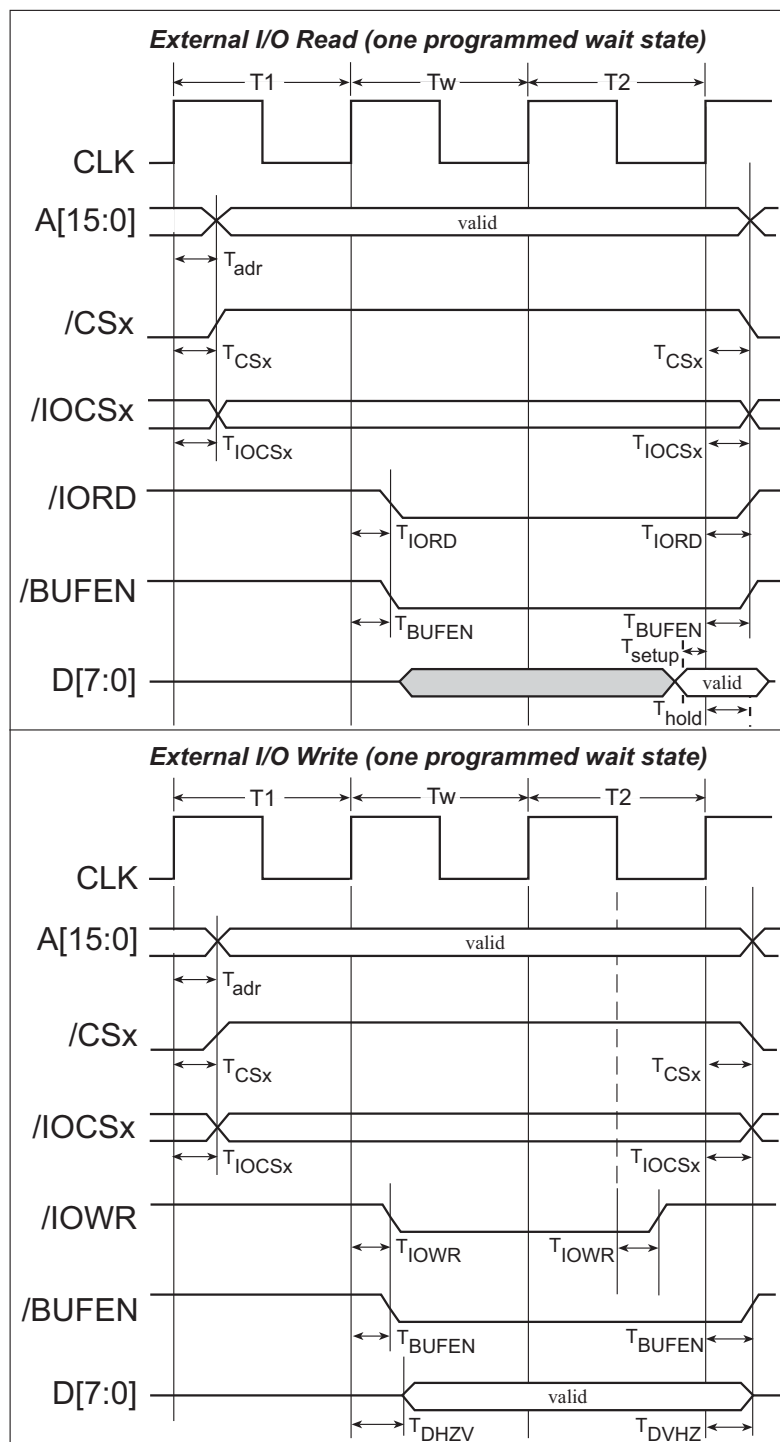 External I/O Read (one programmed wait state)
T1 Tw T2
CLK
A[15:0] valid
Tadr
/CSx
TCSx TCSx
/IOCSx
TIOCSx TIOCSx
/IORD
TIORD TIORD
/BUFEN
TBUFEN TBUFEN
Tsetup
D[7:0] valid
Thold
External I/O Write (one programmed wait state)
T1 Tw T2
CLK
A[15:0] valid
Tadr
/CSx
TCSx TCSx
/IOCSx
TIOCSx TIOCSx
/IOWR
TIOWR TIOWR
/BUFEN
TBUFEN TBUFEN
D[7:0] valid
TDHZV TDVHZ